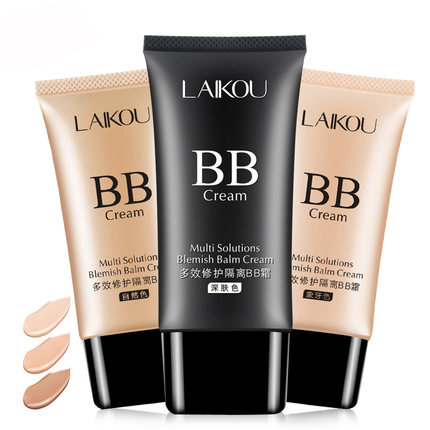 LAIKOU
BB
Cream
Multi Solutions
Blemish Balm Cream
多效修护隔离BB霜
自然色
LAIKOU
BB
Cream
Multi Solutions
Blemish Balm Cream
多效修护隔离BB霜
深肤色
LAIKOU
BB
Cream
Multi Solutions
Blemish Balm Cream
多效修护隔离BB霜
象牙色